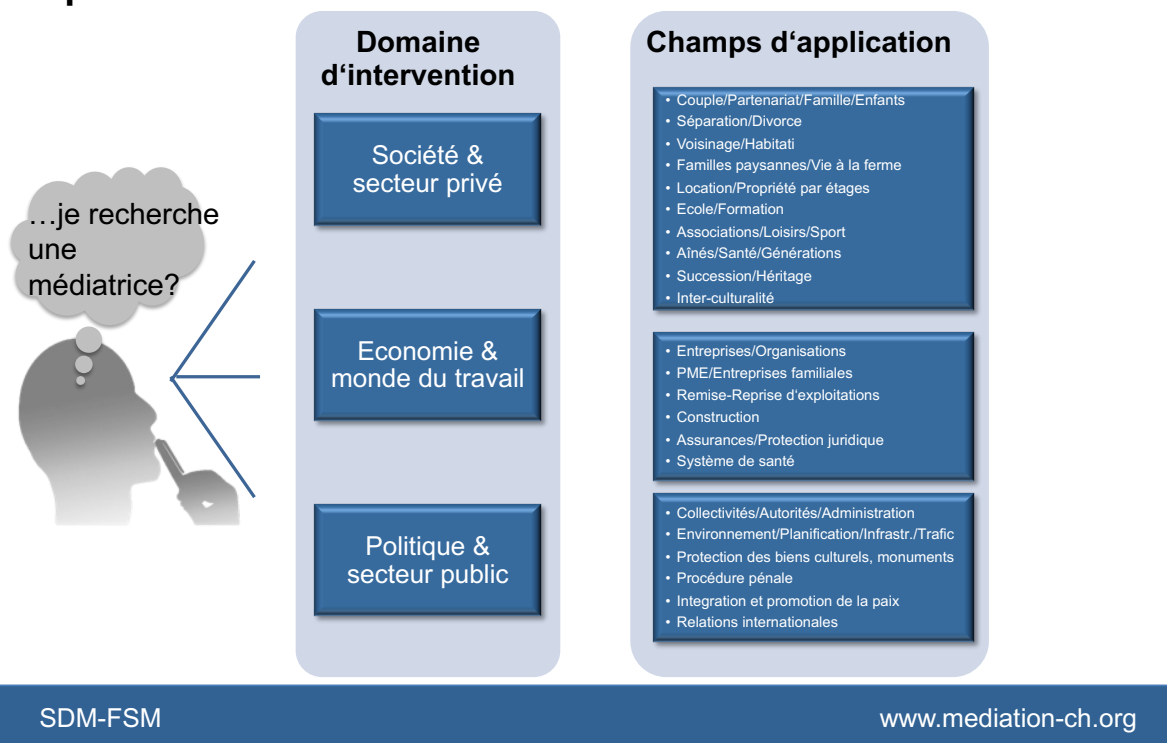 …je recherche
une
médiatrice?
Domaine
d‘intervention
Société &
secteur privé
Economie &
monde du travail
Politique &
secteur public
Champs d‘application
• Couple/Partenariat/Famille/Enfants
• Séparation/Divorce
• Voisinage/Habitati
• Familles paysannes/Vie à la ferme
• Location/Propriété par étages
• Ecole/Formation
• Associations/Loisirs/Sport
• Aînés/Santé/Générations
• Succession/Héritage
• Inter-culturalité
• Entreprises/Organisations
• PME/Entreprises familiales
• Remise-Reprise d‘exploitations
• Construction
• Assurances/Protection juridique
• Système de santé
• Collectivités/Autorités/Administration
• Environnement/Planification/Infrastr./Trafic
• Protection des biens culturels, monuments
• Procédure pénale
• Integration et promotion de la paix
• Relations internationales
SDM-FSM
www.mediation-ch.org